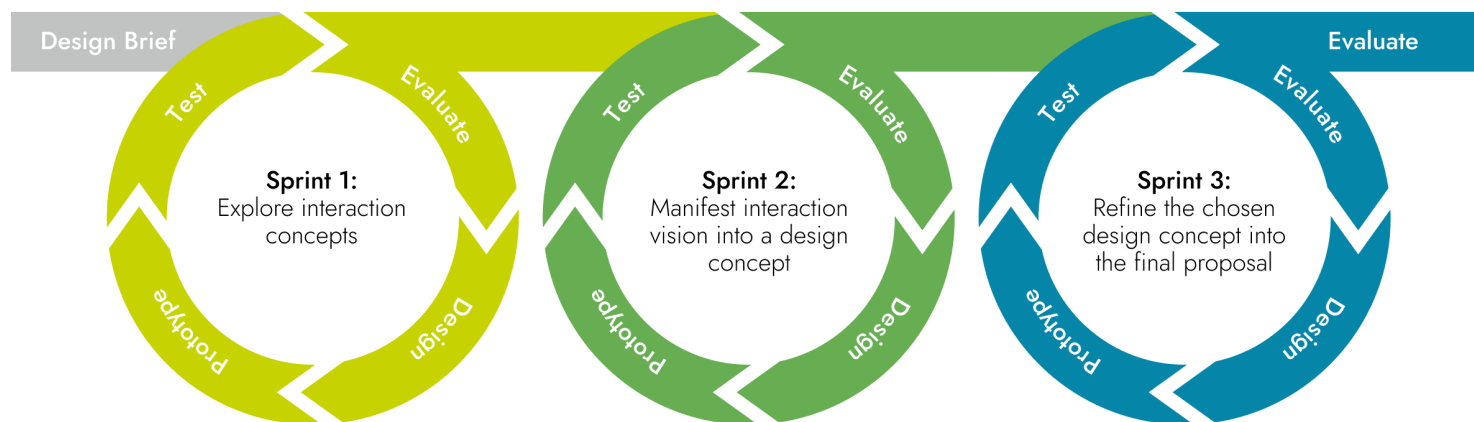 Design Brief
Test
Evaluate
Design
Prototype
Sprint 1:
Explore interaction
concepts
Test
Evaluate
Design
Prototype
Sprint 2:
Manifest interaction
vision into a design
concept
Test
Evaluate
Design
Prototype
Sprint 3:
Refine the chosen
design concept into
the final proposal
Evaluate